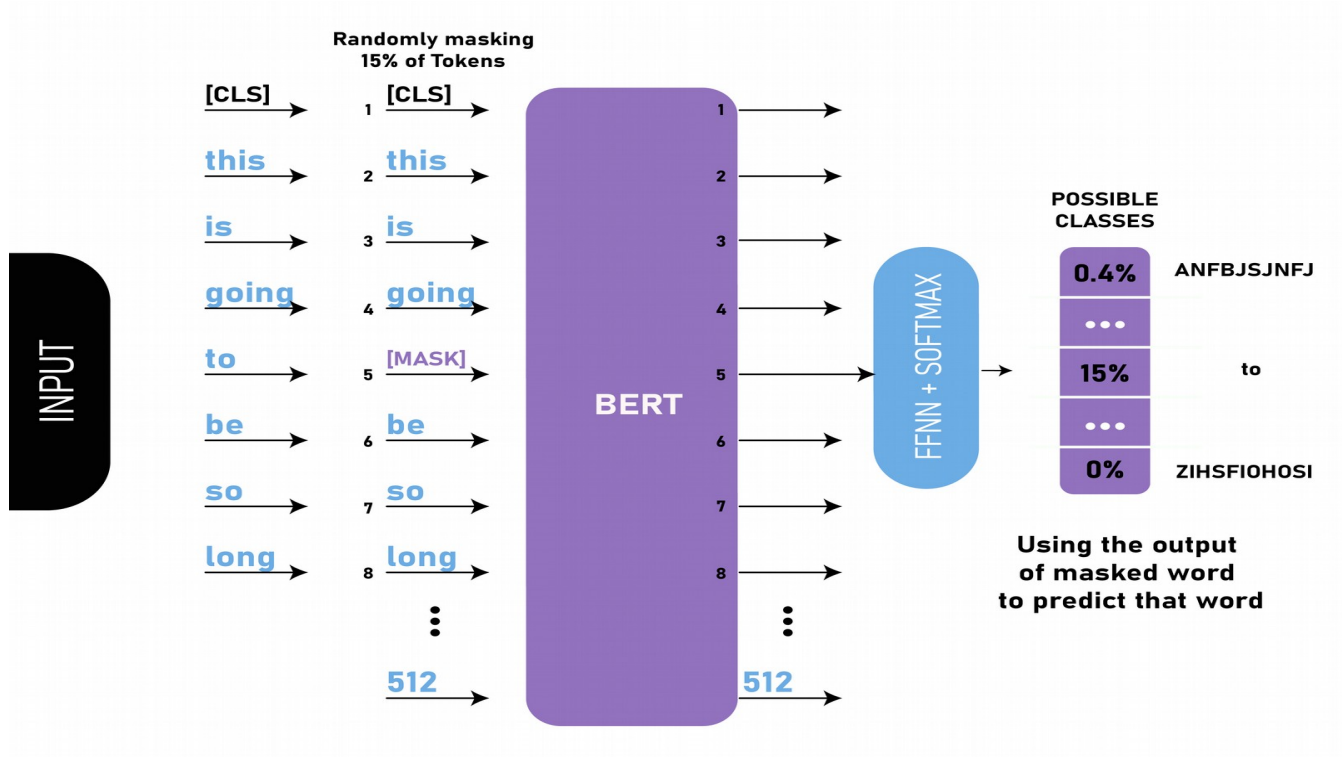 Randomly masking
15% of Tokens
[CLS]
1 [CLS]
1
this
2 this
2
is
3 is
3
going
4 going
4
to
5 [MASK]
5
be
6 be
6
so
7 so
7
long
8 long
8
512
512
INPUT
BERT
FFNN + SOFTMAX
POSSIBLE
CLASSES
0.4% ANFBJSJNFJ
...
15% to
...
0% ZIHSFIOHOSI
Using the output
of masked word
to predict that word